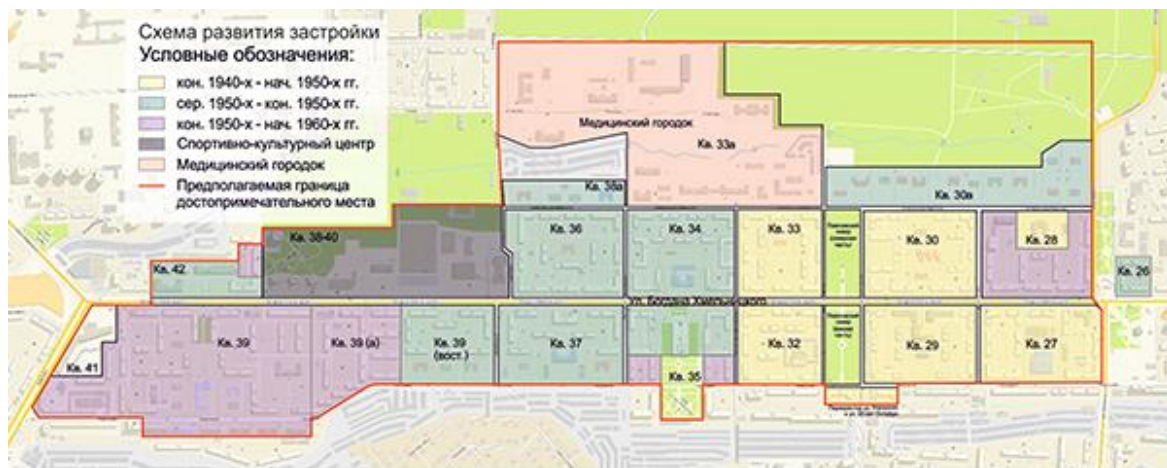 Схема развития застройки
Условные обозначения:
кон. 1940-х - нач. 1950-х гг.
сер. 1950-х - кон. 1950-х гг.
кон. 1950-х - нач. 1960-х гг.
Спортивно-культурный центр
Медицинский городок
Предполагаемая граница
достопримечательного места
Медицинский городок
Кв. 33а
Кв. 38а
Кв. 30а
Кв. 38-40
Кв. 36
Кв. 34
Кв. 33
Кв. 30
Кв. 28
Кв. 42
Кв. 26
Ул. Богдана Хмельницкого
Кв. 41
Кв. 39
Кв. 39 (а)
Кв. 39
(вост.)
Кв. 37
Кв. 35
Кв. 32
Кв. 29
Кв. 27